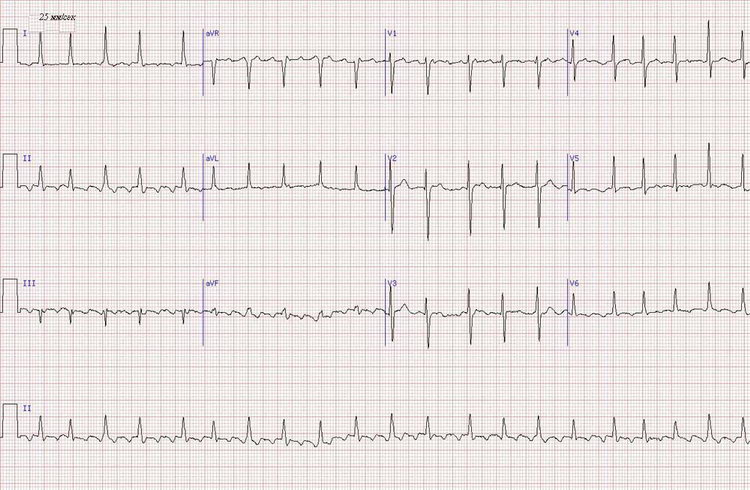 25 мм/сек
I aVR V1 V4
II aVL V2 V5
III aVF V3 V6
II